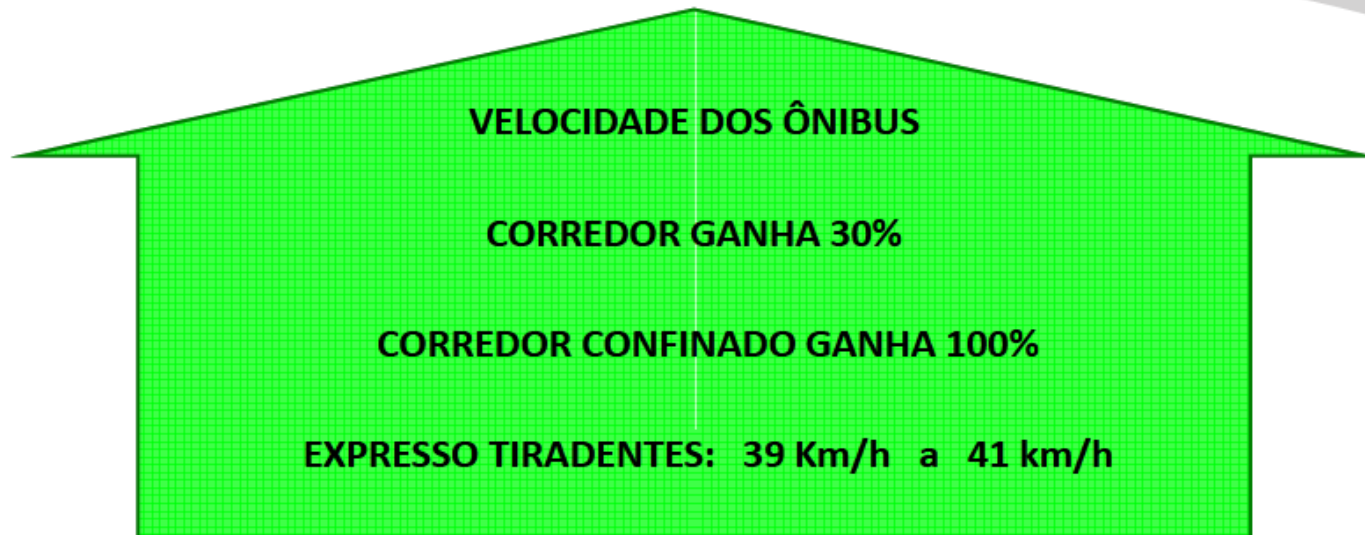 VELOCIDADE DOS ÔNIBUS
CORREDOR GANHA 30%
CORREDOR CONFINADO GANHA 100%
EXPRESSO TIRADENTES: 39 Km/h a 41 km/h